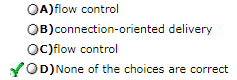 A)flow control
B)connection-oriented delivery
C)flow control
D)None of the choices are correct